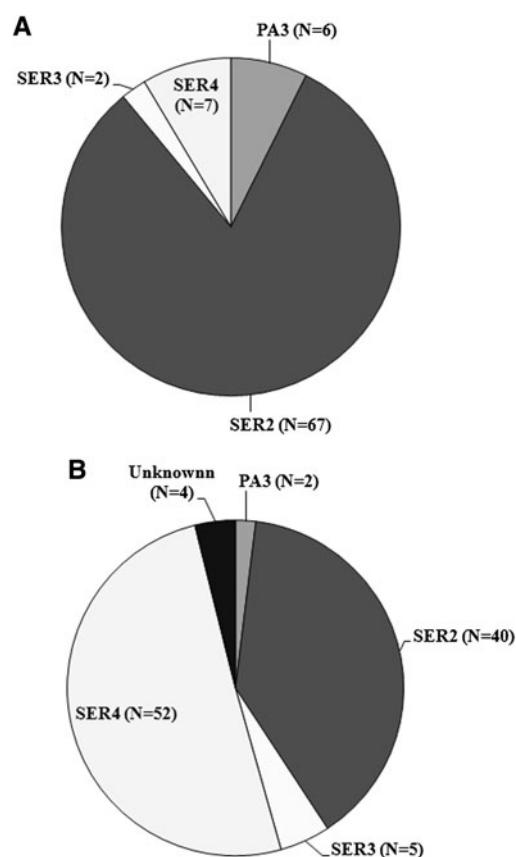 A
PA3 (N=6)
SER3 (N=2)
SER4
(N=7)
SER2 (N=67)
B
Unknownn
(N=4)
PA3 (N=2)
SER2 (N=40)
SER4 (N=52)
SER3 (N=5)